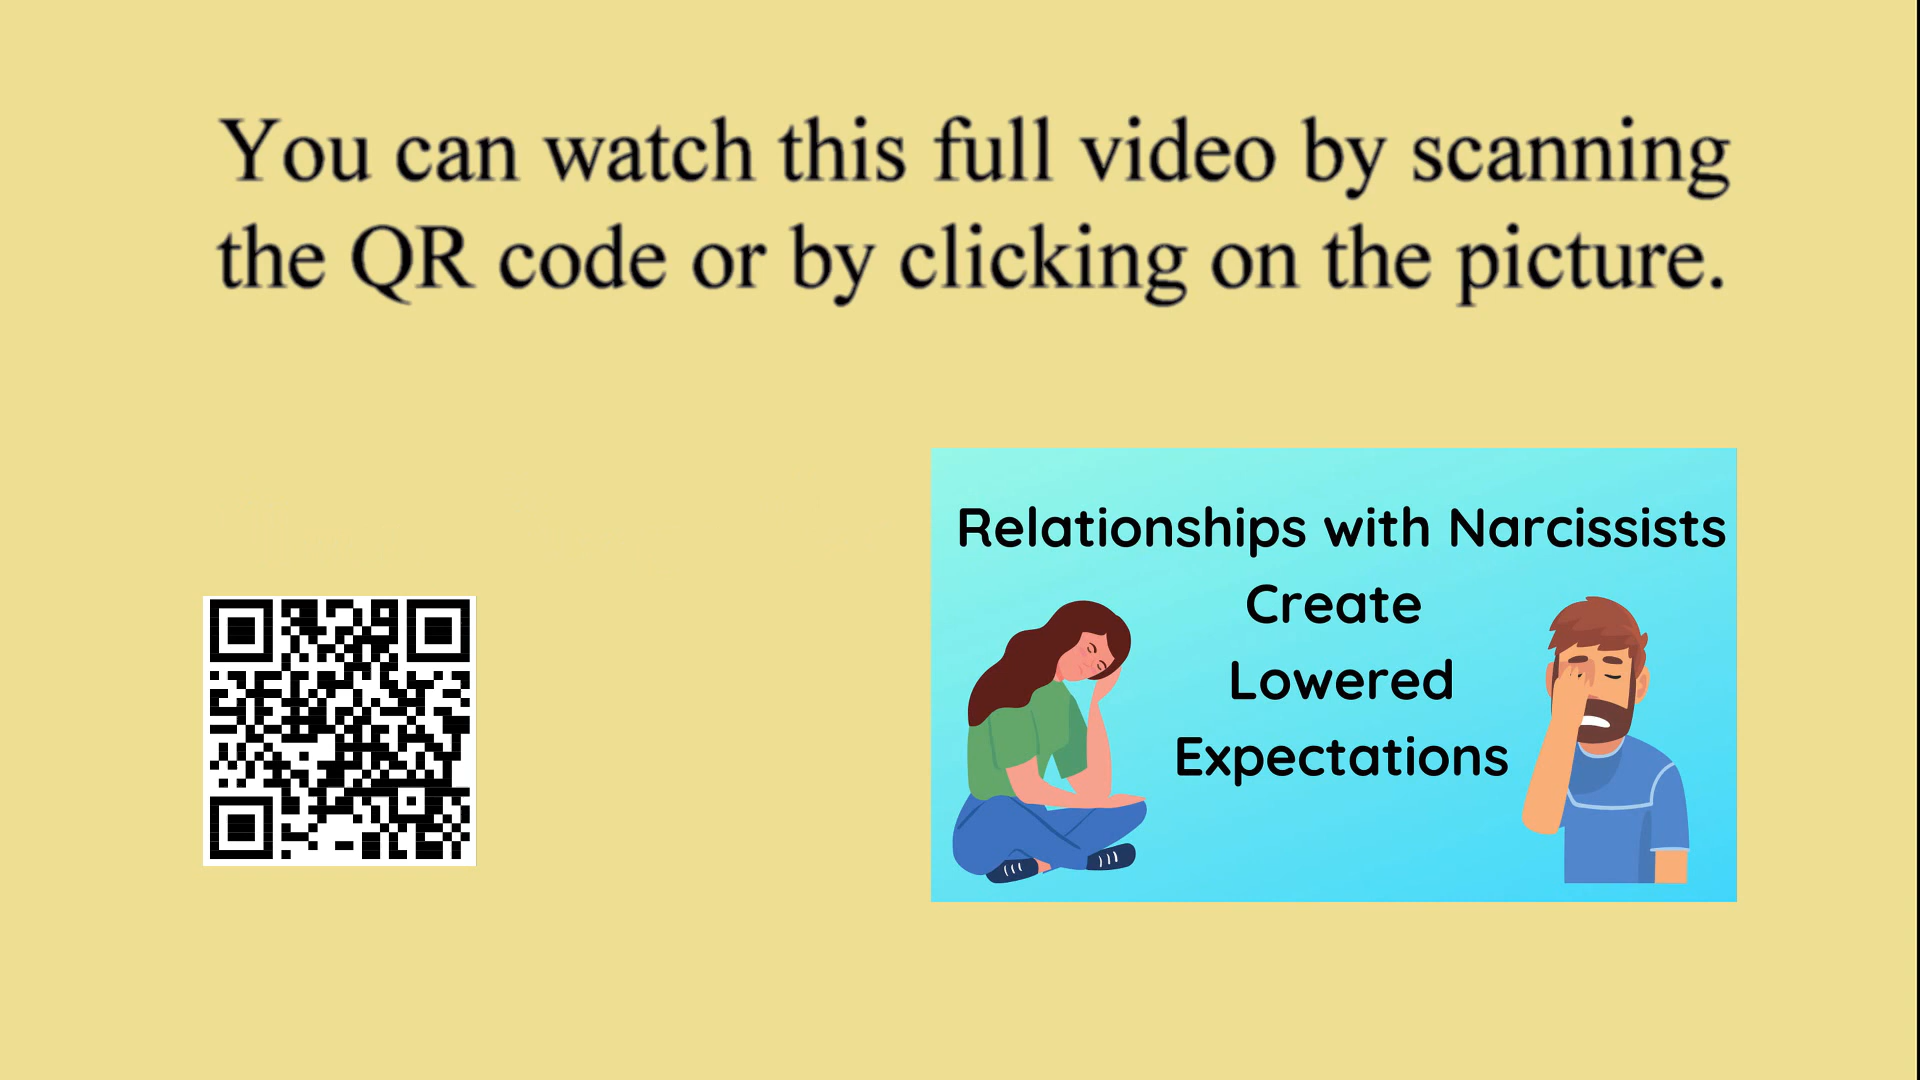 You can watch this full video by scanning
the QR code or by clicking on the picture.
Relationships with Narcissists
Create
Lowered
Expectations